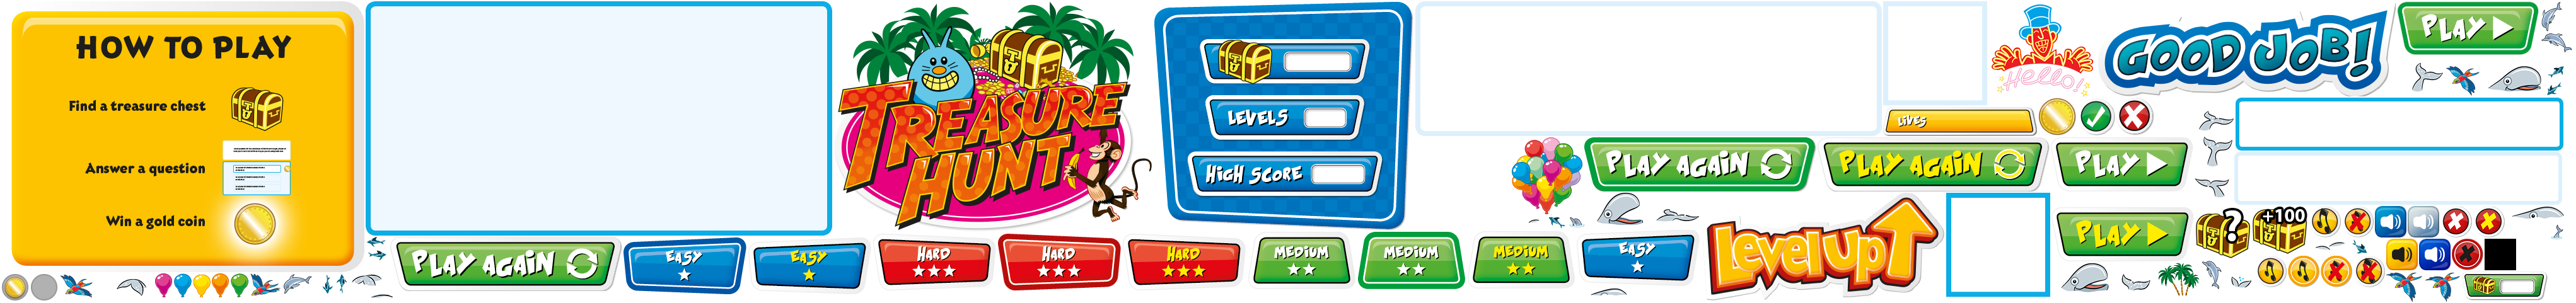 HOW TO PLAY
Find a treasure chest
Answer a question
Win a gold coin
TREASURE
HUNT
LEVELS
HIGH SCORE
Hello!
GOOD JOB!
PLAY
LIVES
PLAY AGAIN
PLAY AGAIN
PLAY
PLAY AGAIN
EASY
EASY
HARD
HARD
HARD
MEDIUM
MEDIUM
MEDIUM
EASY
Level up
PLAY
?
+100